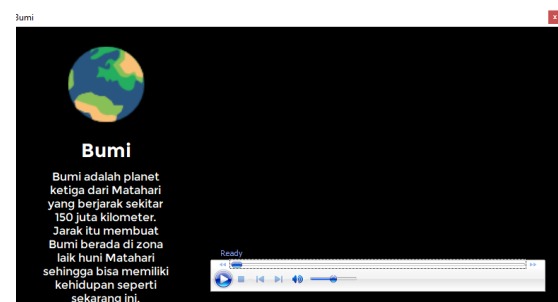 Bumi
Bumi
Bumi adalah planet
ketiga dari Matahari
yang berjarak sekitar
150 juta kilometer.
Jarak itu membuat
Bumi berada di zona
laik huni Matahari
sehingga bisa memiliki
kehidupan seperti
sekarang ini.
Ready